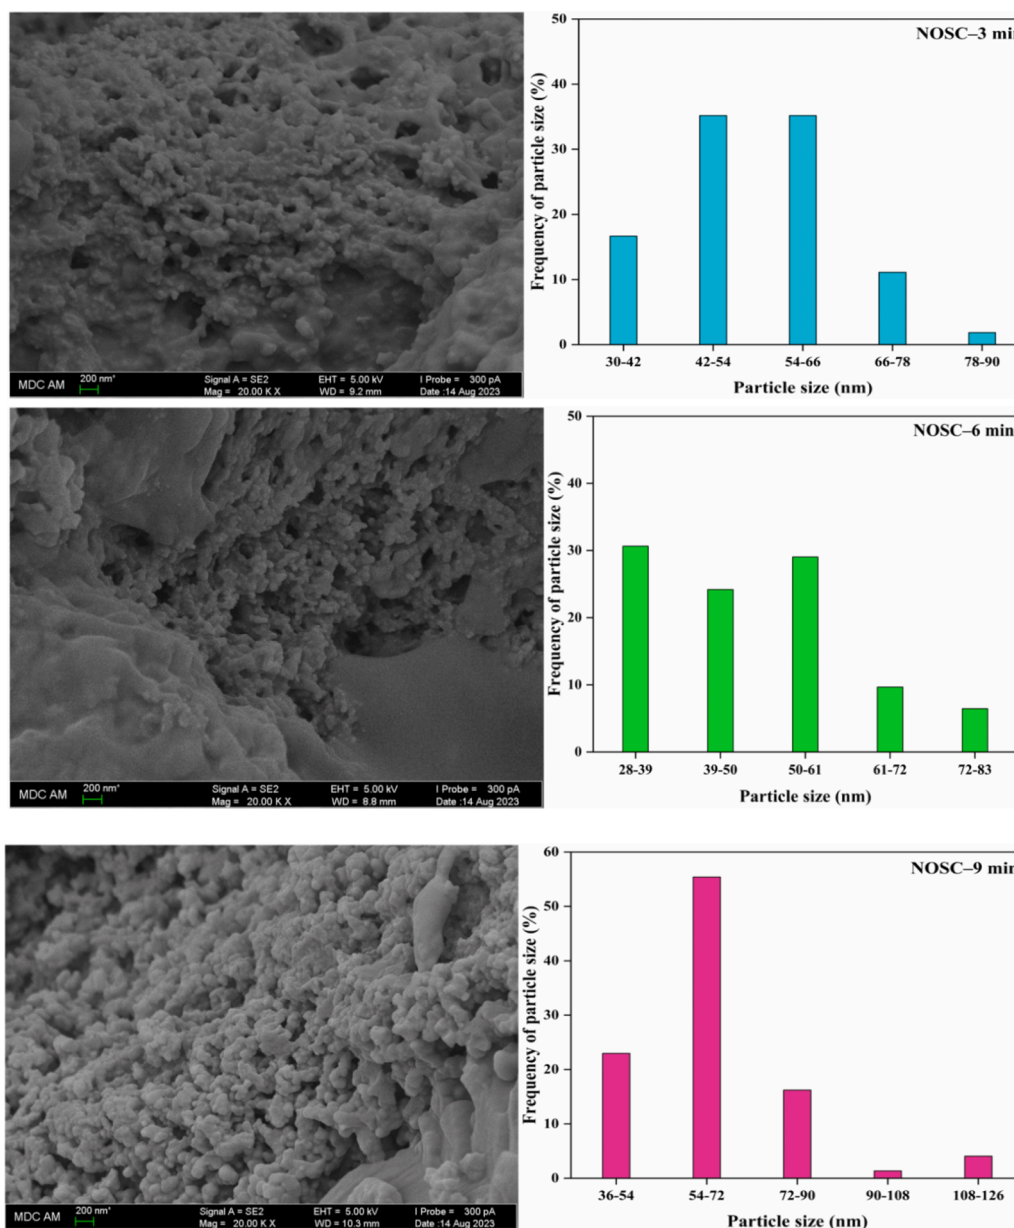 MDC AM
200 nm*
Signal A = SE2
EHT = 5.00 kV
I Probe = 300 pA
Mag = 20.00 K X
WD = 9.2 mm
Date :14 Aug 2023
NOSC–3 min
Frequency of particle size (%)
50
40
30
20
10
0
30-42 42-54 54-66 66-78 78-90
Particle size (nm)
MDC AM
200 nm*
Signal A = SE2
EHT = 5.00 kV
I Probe = 300 pA
Mag = 20.00 K X
WD = 8.8 mm
Date :14 Aug 2023
NOSC–6 min
Frequency of particle size (%)
50
40
30
20
10
0
28-39 39-50 50-61 61-72 72-83
Particle size (nm)
MDC AM
200 nm*
Signal A = SE2
EHT = 5.00 kV
I Probe = 300 pA
Mag = 20.00 K X
WD = 10.3 mm
Date :14 Aug 2023
NOSC–9 min
Frequency of particle size (%)
60
50
40
30
20
10
0
36-54 54-72 72-90 90-108 108-126
Particle size (nm)